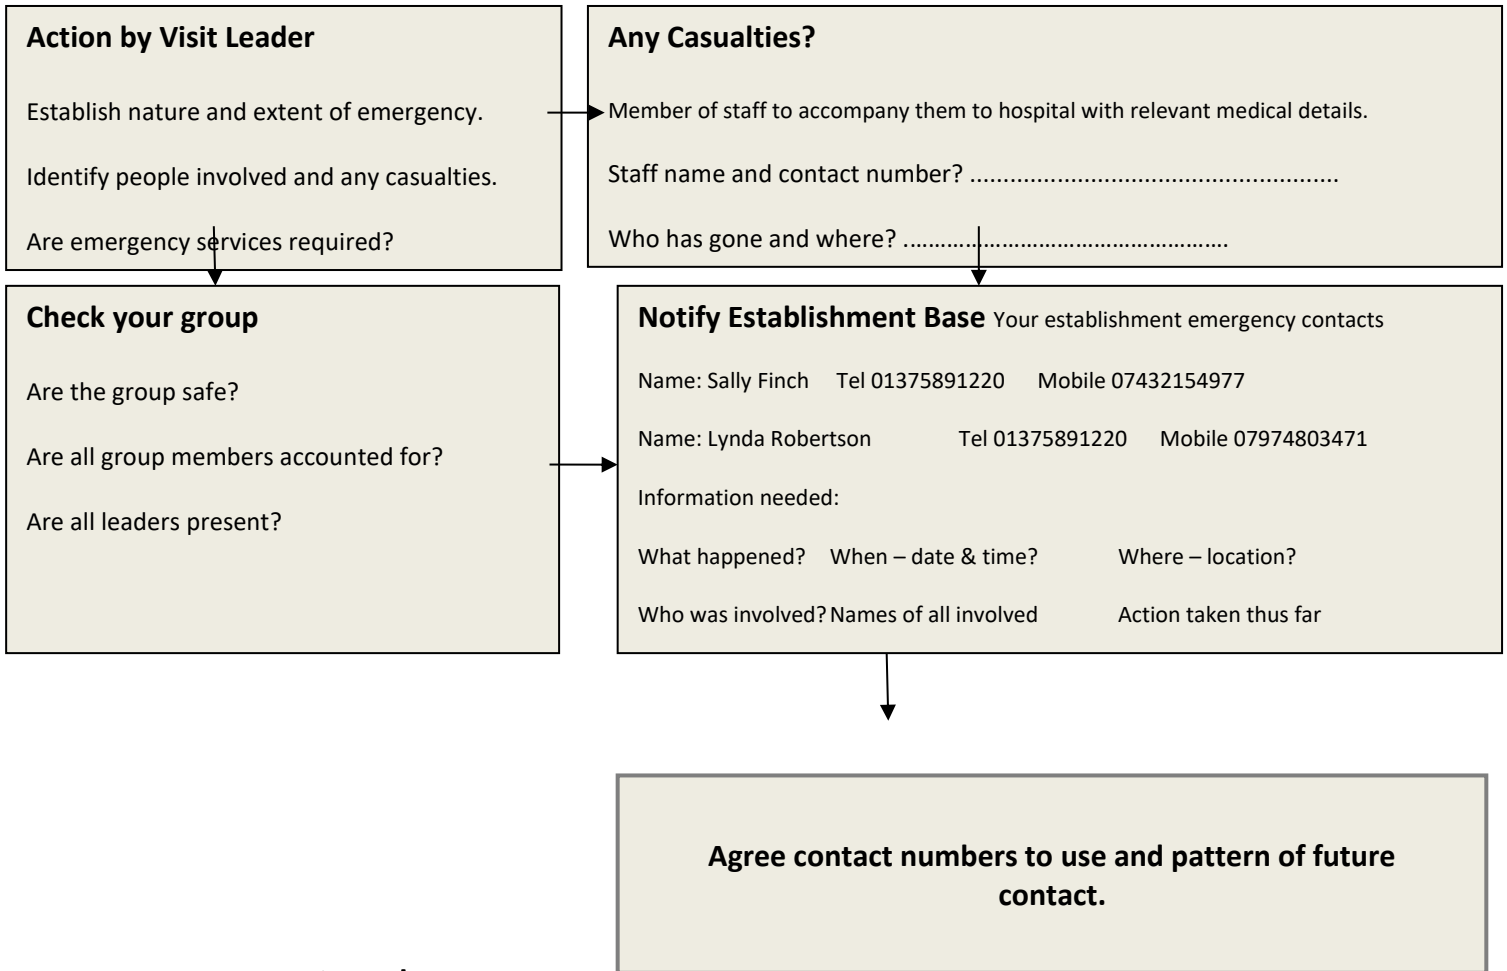 Action by Visit Leader
Establish nature and extent of emergency.
Identify people involved and any casualties.
Are emergency services required?
Any Casualties?
Member of staff to accompany them to hospital with relevant medical details.
Staff name and contact number? ......................................................
Who has gone and where? ..................................................
Check your group
Are the group safe?
Are all group members accounted for?
Are all leaders present?
Notify Establishment Base Your establishment emergency contacts
Name: Sally Finch Tel 01375891220 Mobile 07432154977
Name: Lynda Robertson Tel 01375891220 Mobile 07974803471
Information needed:
What happened? When – date & time? Where – location?
Who was involved? Names of all involved Action taken thus far
Agree contact numbers to use and pattern of future
contact.